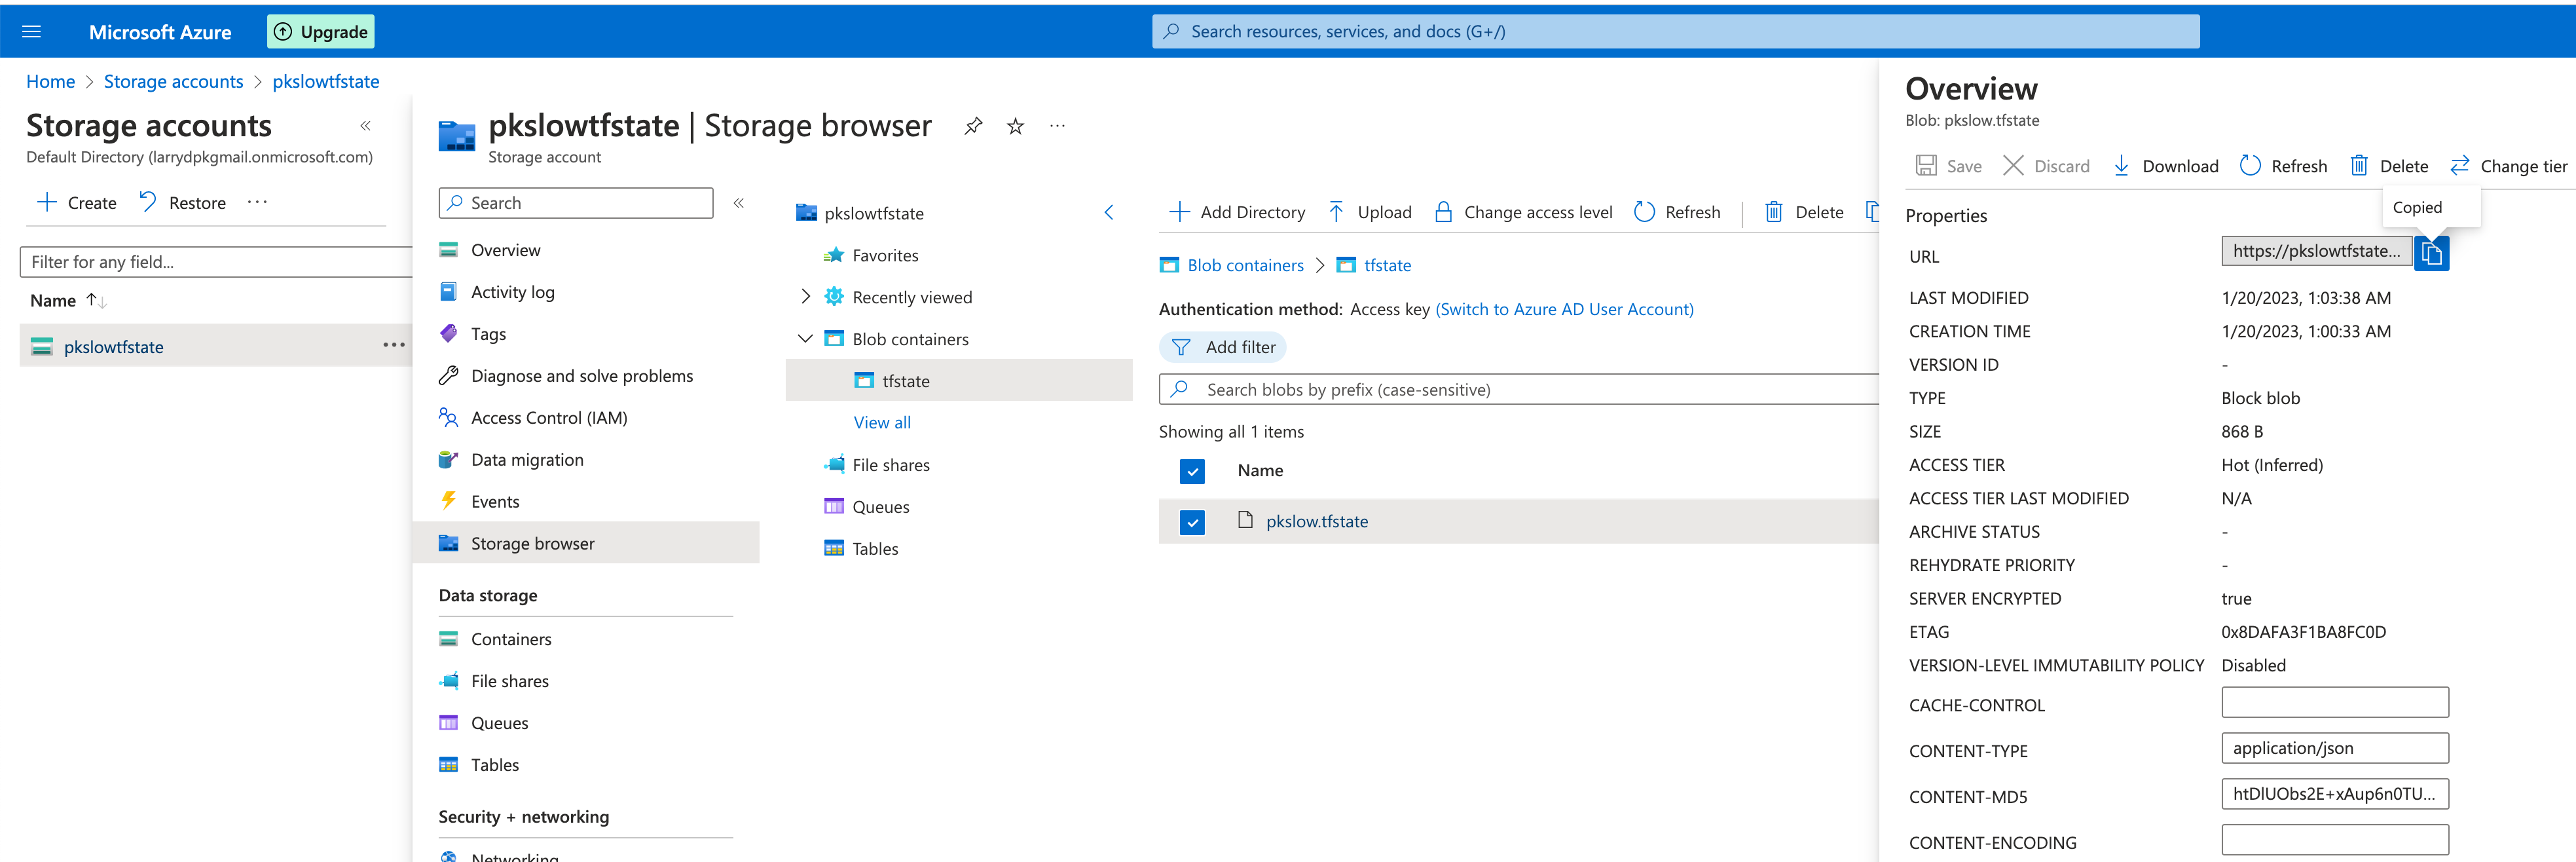 Microsoft Azure
Upgrade
Search resources, services, and docs (G+/)
Home > Storage accounts > pkslowtfstate
Storage accounts
«
Default Directory (larrydpkgmail.onmicrosoft.com)
+ Create
Restore
...
Filter for any field...
Name ↑↓
pkslowtfstate
...
pkslowtfstate | Storage browser
...
Storage account
Search
«
Overview
Activity log
Tags
Diagnose and solve problems
Access Control (IAM)
Data migration
Events
Storage browser
Data storage
Containers
File shares
Queues
Tables
Security + networking
Networking
pkslowtfstate
Favorites
Recently viewed
Blob containers
tfstate
View all
File shares
Queues
Tables
+ Add Directory
Upload
Change access level
Refresh
Delete
Blob containers > tfstate
Authentication method: Access key (Switch to Azure AD User Account)
Add filter
Search blobs by prefix (case-sensitive)
Showing all 1 items
Name
pkslow.tfstate
Overview
Blob: pkslow.tfstate
Save
Discard
Download
Refresh
Delete
Change tier
Copied
Properties
URL https://pkslowtfstate...
LAST MODIFIED 1/20/2023, 1:03:38 AM
CREATION TIME 1/20/2023, 1:00:33 AM
VERSION ID -
TYPE Block blob
SIZE 868 B
ACCESS TIER Hot (Inferred)
ACCESS TIER LAST MODIFIED N/A
ARCHIVE STATUS -
REHYDRATE PRIORITY -
SERVER ENCRYPTED true
ETAG 0x8DAFA3F1BA8FC0D
VERSION-LEVEL IMMUTABILITY POLICY Disabled
CACHE-CONTROL
CONTENT-TYPE application/json
CONTENT-MD5 htDlUObs2E+xAup6n0TU...
CONTENT-ENCODING